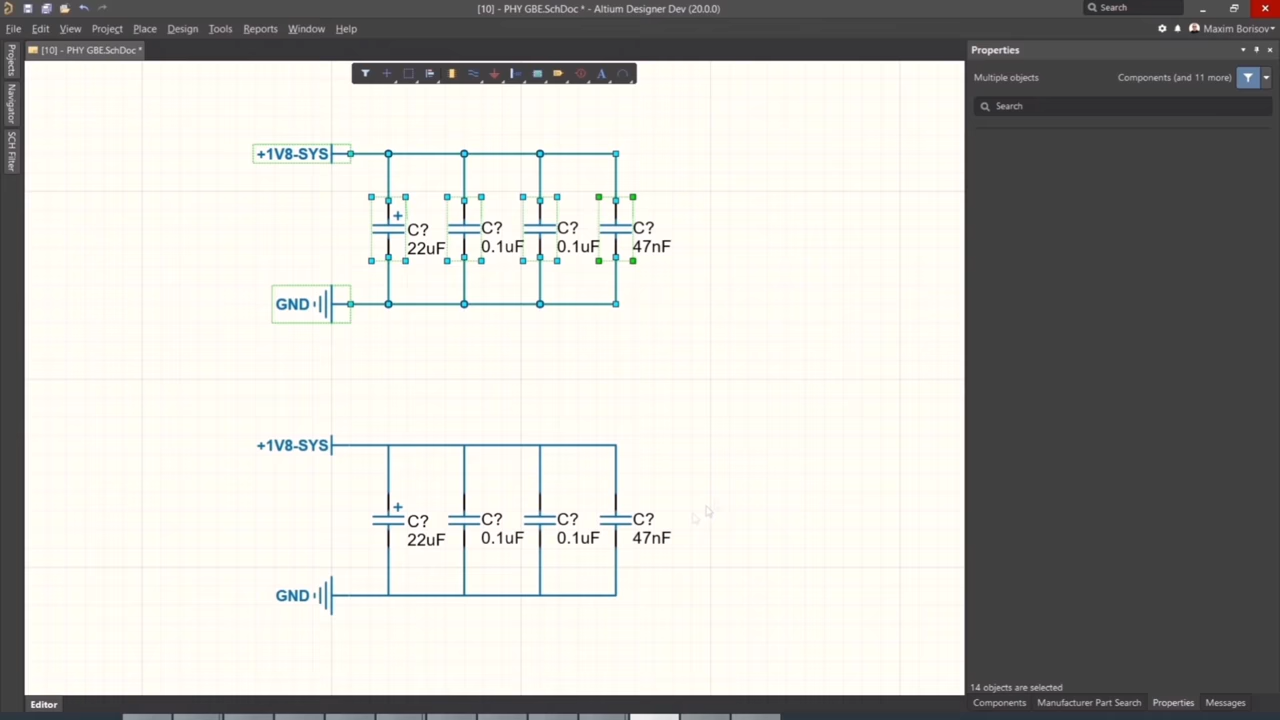 [10] - PHY GBE.SchDoc * - Altium Designer Dev (20.0.0)
Search
File Edit View Project Place Design Tools Reports Window Help
Maxim Borisov
Projects
Navigator
SCH Filter
[10] - PHY GBE.SchDoc *
A
Properties
Multiple objects
Components (and 11 more)
Search
+1V8-SYS
+
C? C? C? C?
22uF 0.1uF 0.1uF 47nF
GND
+1V8-SYS
+
C? C? C? C?
22uF 0.1uF 0.1uF 47nF
GND
14 objects are selected
Editor
Components Manufacturer Part Search Properties Messages